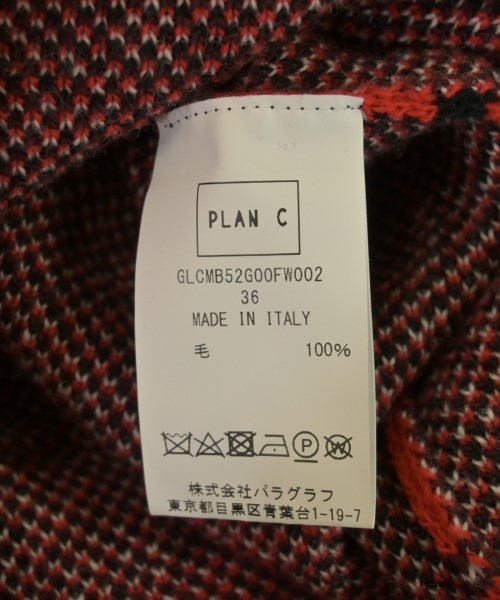 PLAN C
GLCMB52G00FW002
36
MADE IN ITALY
毛 100%
P W
株式会社パラグラフ
東京都目黒区青葉台1-19-7